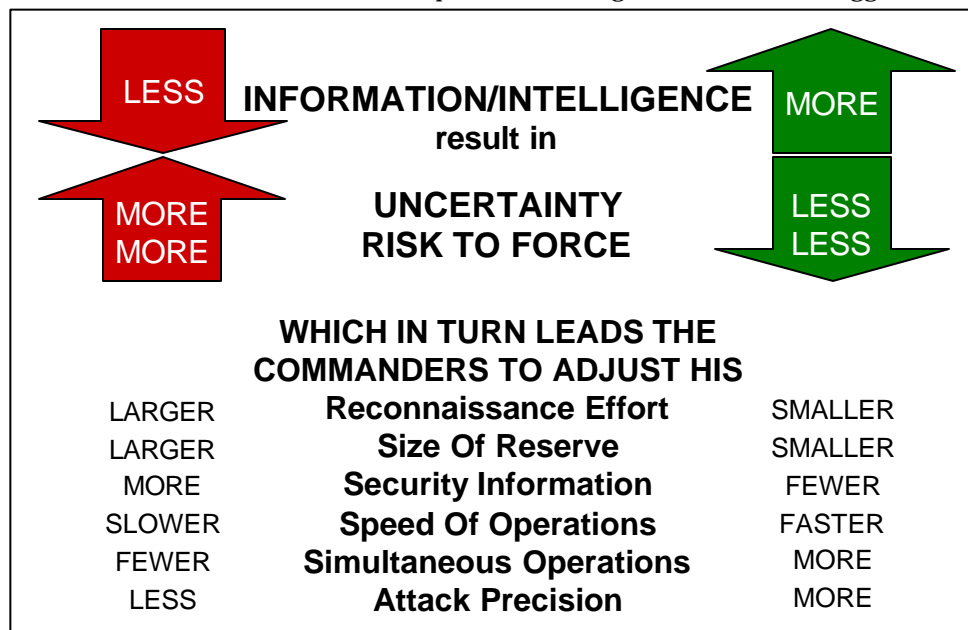 LESS INFORMATION/INTELLIGENCE MORE
result in
MORE UNCERTAINTY LESS
MORE RISK TO FORCE LESS
WHICH IN TURN LEADS THE
COMMANDERS TO ADJUST HIS
LARGER Reconnaissance Effort SMALLER
LARGER Size Of Reserve SMALLER
MORE Security Information FEWER
SLOWER Speed Of Operations FASTER
FEWER Simultaneous Operations MORE
LESS Attack Precision MORE